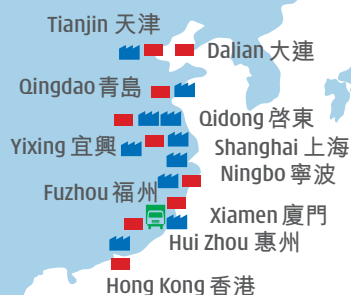 Tianjin 天津
Dalian 大連
Qingdao 青島
Qidong 啓東
Yixing 宜興
Shanghai 上海
Ningbo 寧波
Fuzhou 福州
Xiamen 廈門
Hui Zhou 惠州
Hong Kong 香港